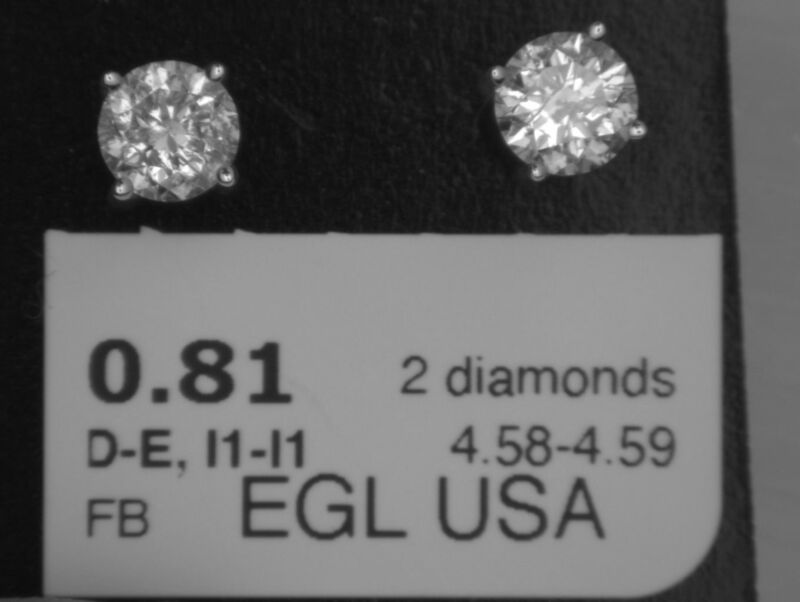 0.81 2 diamonds
D-E, I1-I1 4.58-4.59
FB EGL USA